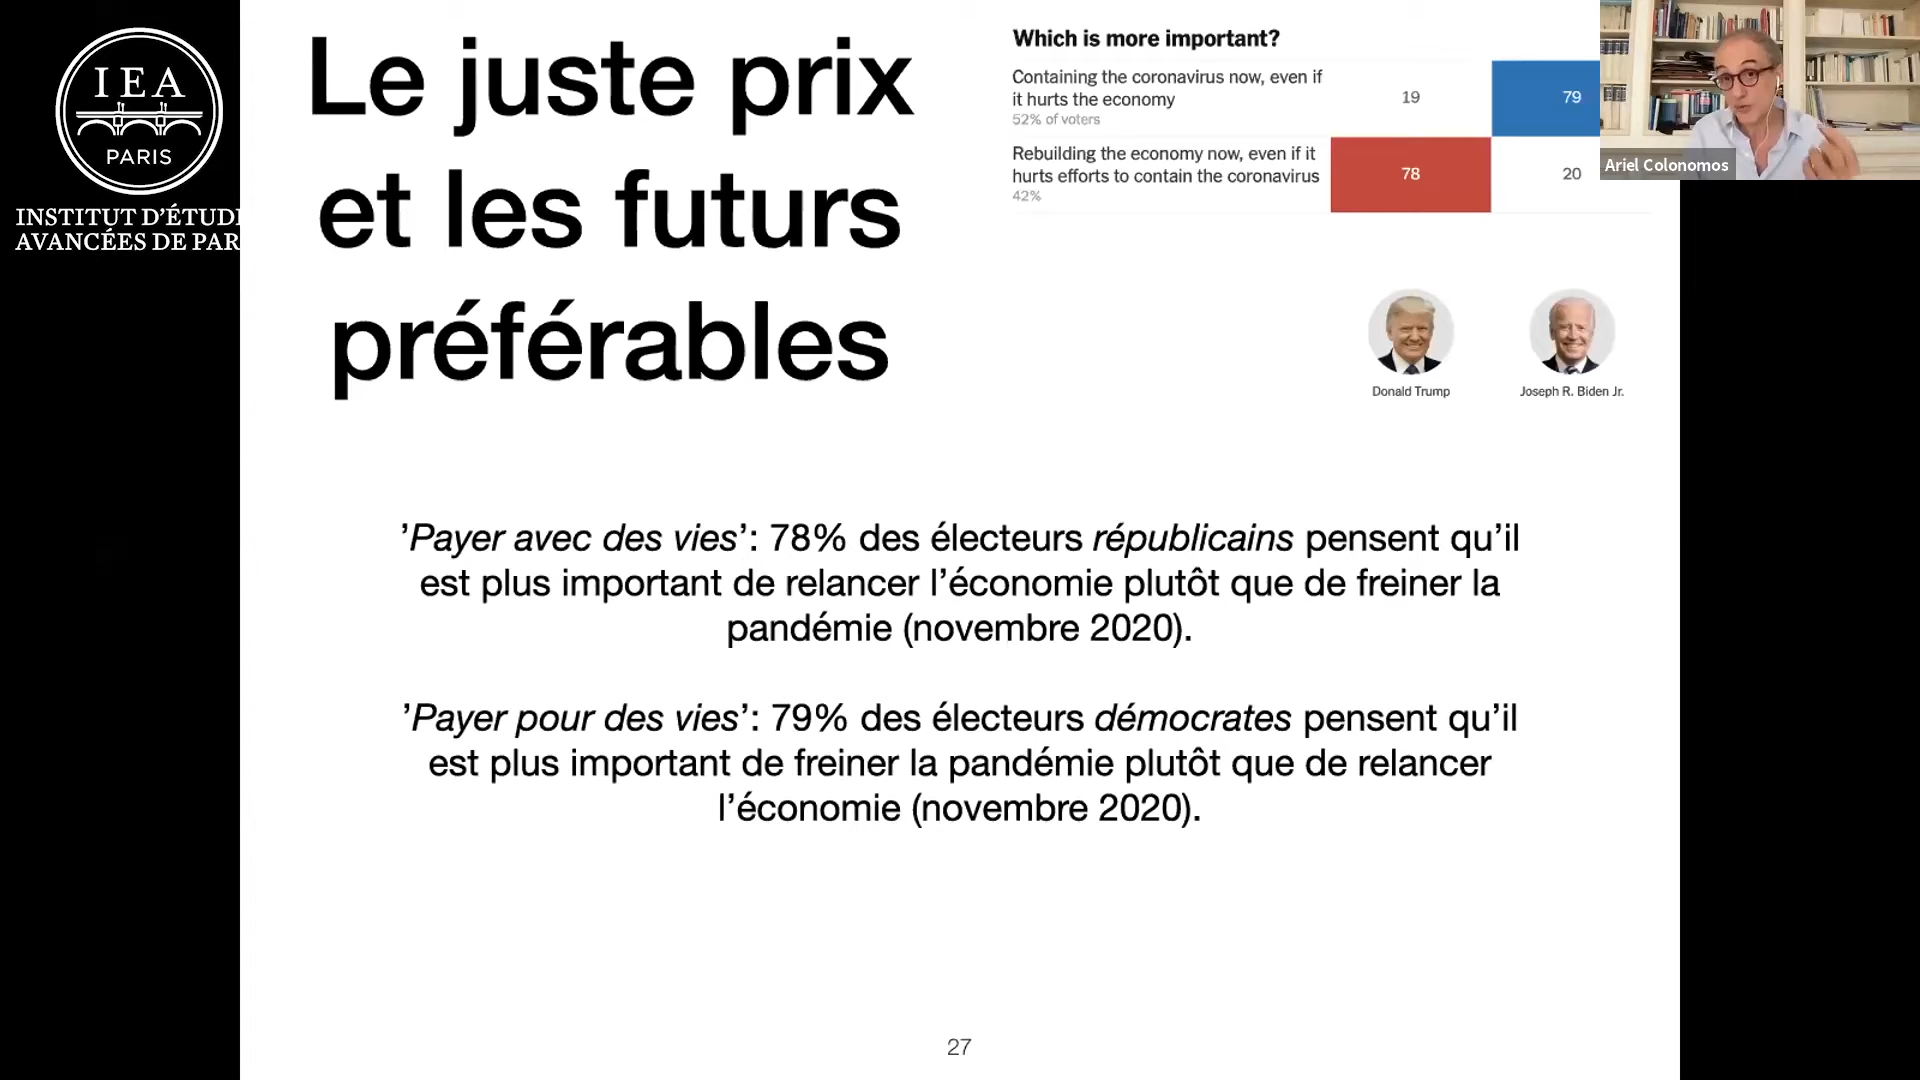 IEA
PARIS
INSTITUT D'ÉTUD
AVANCÉES DE PAR
Le juste prix
et les futurs
préférables
Which is more important?
Containing the coronavirus now, even if
it hurts the economy
52% of voters
19
79
Rebuilding the economy now, even if it
hurts efforts to contain the coronavirus
42%
78
20
Donald Trump
Joseph R. Biden Jr.
Ariel Colonomos
’Payer avec des vies’: 78% des électeurs républicains pensent qu’il
est plus important de relancer l’économie plutôt que de freiner la
pandémie (novembre 2020).
’Payer pour des vies’: 79% des électeurs démocrates pensent qu’il
est plus important de freiner la pandémie plutôt que de relancer
l’économie (novembre 2020).
27